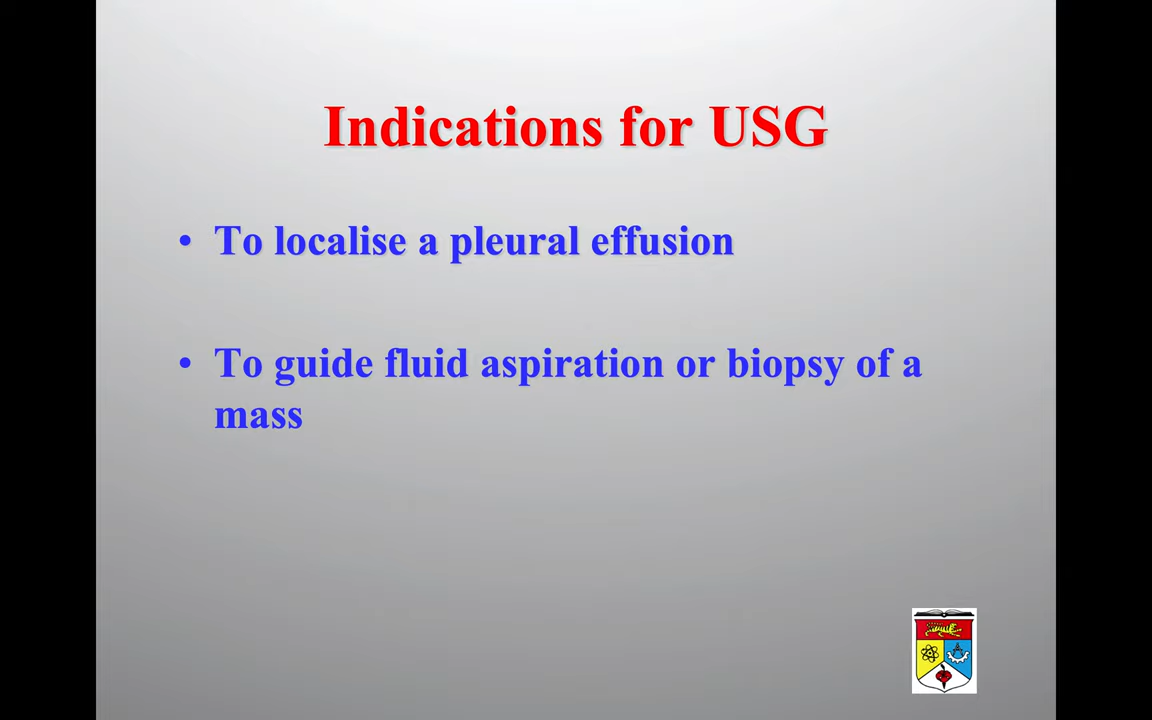 Indications for USG
• To localise a pleural effusion
• To guide fluid aspiration or biopsy of a
mass